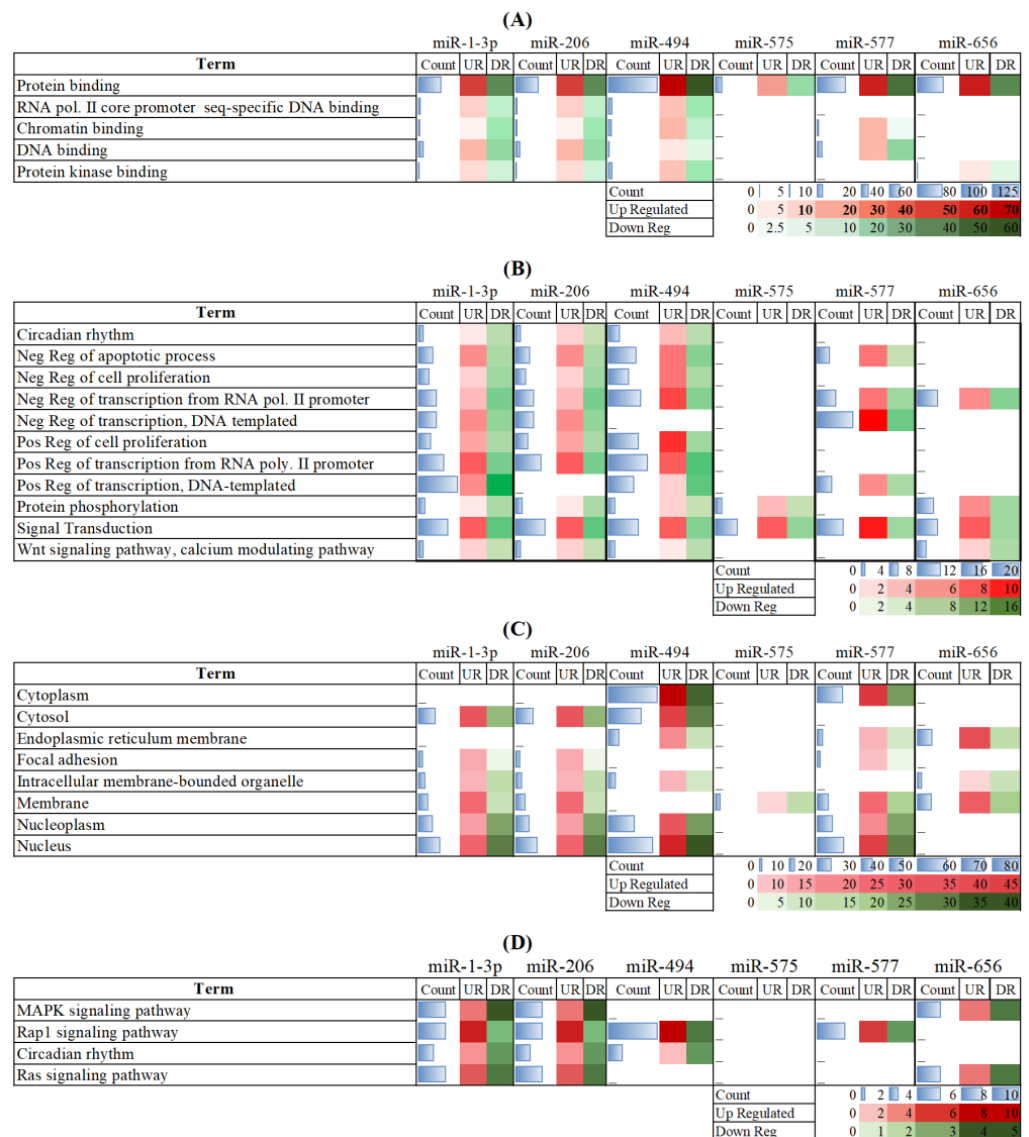 (A)
miR-1-3p miR-206 miR-494 miR-575 miR-577 miR-656
Term Count UR DR Count UR DR Count UR DR Count UR DR Count UR DR Count UR DR
Protein binding
RNA pol. II core promoter seq-specific DNA binding
Chromatin binding
DNA binding
Protein kinase binding
Count 0 5 10 20 40 60 80 100 125
Up Regulated 0 5 10 20 30 40 50 60 70
Down Reg 0 2.5 5 10 20 30 40 50 60
(B)
miR-1-3p miR-206 miR-494 miR-575 miR-577 miR-656
Term Count UR DR Count UR DR Count UR DR Count UR DR Count UR DR Count UR DR
Circadian rhythm
Neg Reg of apoptotic process
Neg Reg of cell proliferation
Neg Reg of transcription from RNA pol. II promoter
Neg Reg of transcription, DNA templated
Pos Reg of cell proliferation
Pos Reg of transcription from RNA poly. II promoter
Pos Reg of transcription, DNA-templated
Protein phosphorylation
Signal Transduction
Wnt signaling pathway, calcium modulating pathway
Count 0 4 8 12 16 20
Up Regulated 0 2 4 6 8 10
Down Reg 0 2 4 8 12 16
(C)
miR-1-3p miR-206 miR-494 miR-575 miR-577 miR-656
Term Count UR DR Count UR DR Count UR DR Count UR DR Count UR DR Count UR DR
Cytoplasm
Cytosol
Endoplasmic reticulum membrane
Focal adhesion
Intracellular membrane-bounded organelle
Membrane
Nucleoplasm
Nucleus
Count 0 10 20 30 40 50 60 70 80
Up Regulated 0 10 15 20 25 30 35 40 45
Down Reg 0 5 10 15 20 25 30 35 40
(D)
miR-1-3p miR-206 miR-494 miR-575 miR-577 miR-656
Term Count UR DR Count UR DR Count UR DR Count UR DR Count UR DR Count UR DR
MAPK signaling pathway
Rap1 signaling pathway
Circadian rhythm
Ras signaling pathway
Count 0 2 4 6 8 10
Up Regulated 0 2 4 6 8 10
Down Reg 0 1 2 3 4 5